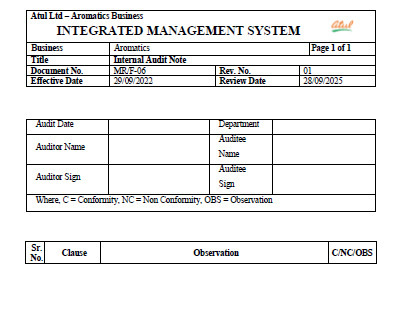 Atul Ltd – Aromatics Business
INTEGRATED MANAGEMENT SYSTEM
Atul
Business Aromatics Page 1 of 1
Title Internal Audit Note
Document No. MR/F-06 Rev. No. 01
Effective Date 29/09/2022 Review Date 28/09/2025
Audit Date Department
Auditor Name Auditee
Name
Auditor Sign Auditee
Sign
Where, C = Conformity, NC = Non Conformity, OBS = Observation
Sr.
No. Clause Observation C/NC/OBS